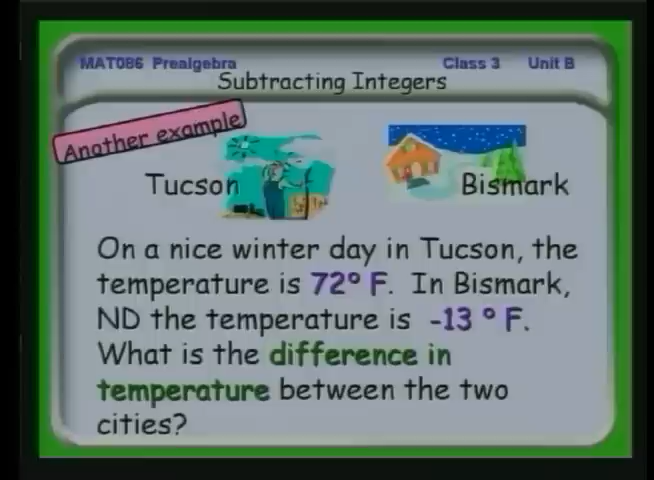 MAT086 Prealgebra Class 3 Unit B
Subtracting Integers
Another example
Tucson Bismark
On a nice winter day in Tucson, the
temperature is 72° F. In Bismark,
ND the temperature is -13 ° F.
What is the difference in
temperature between the two
cities?